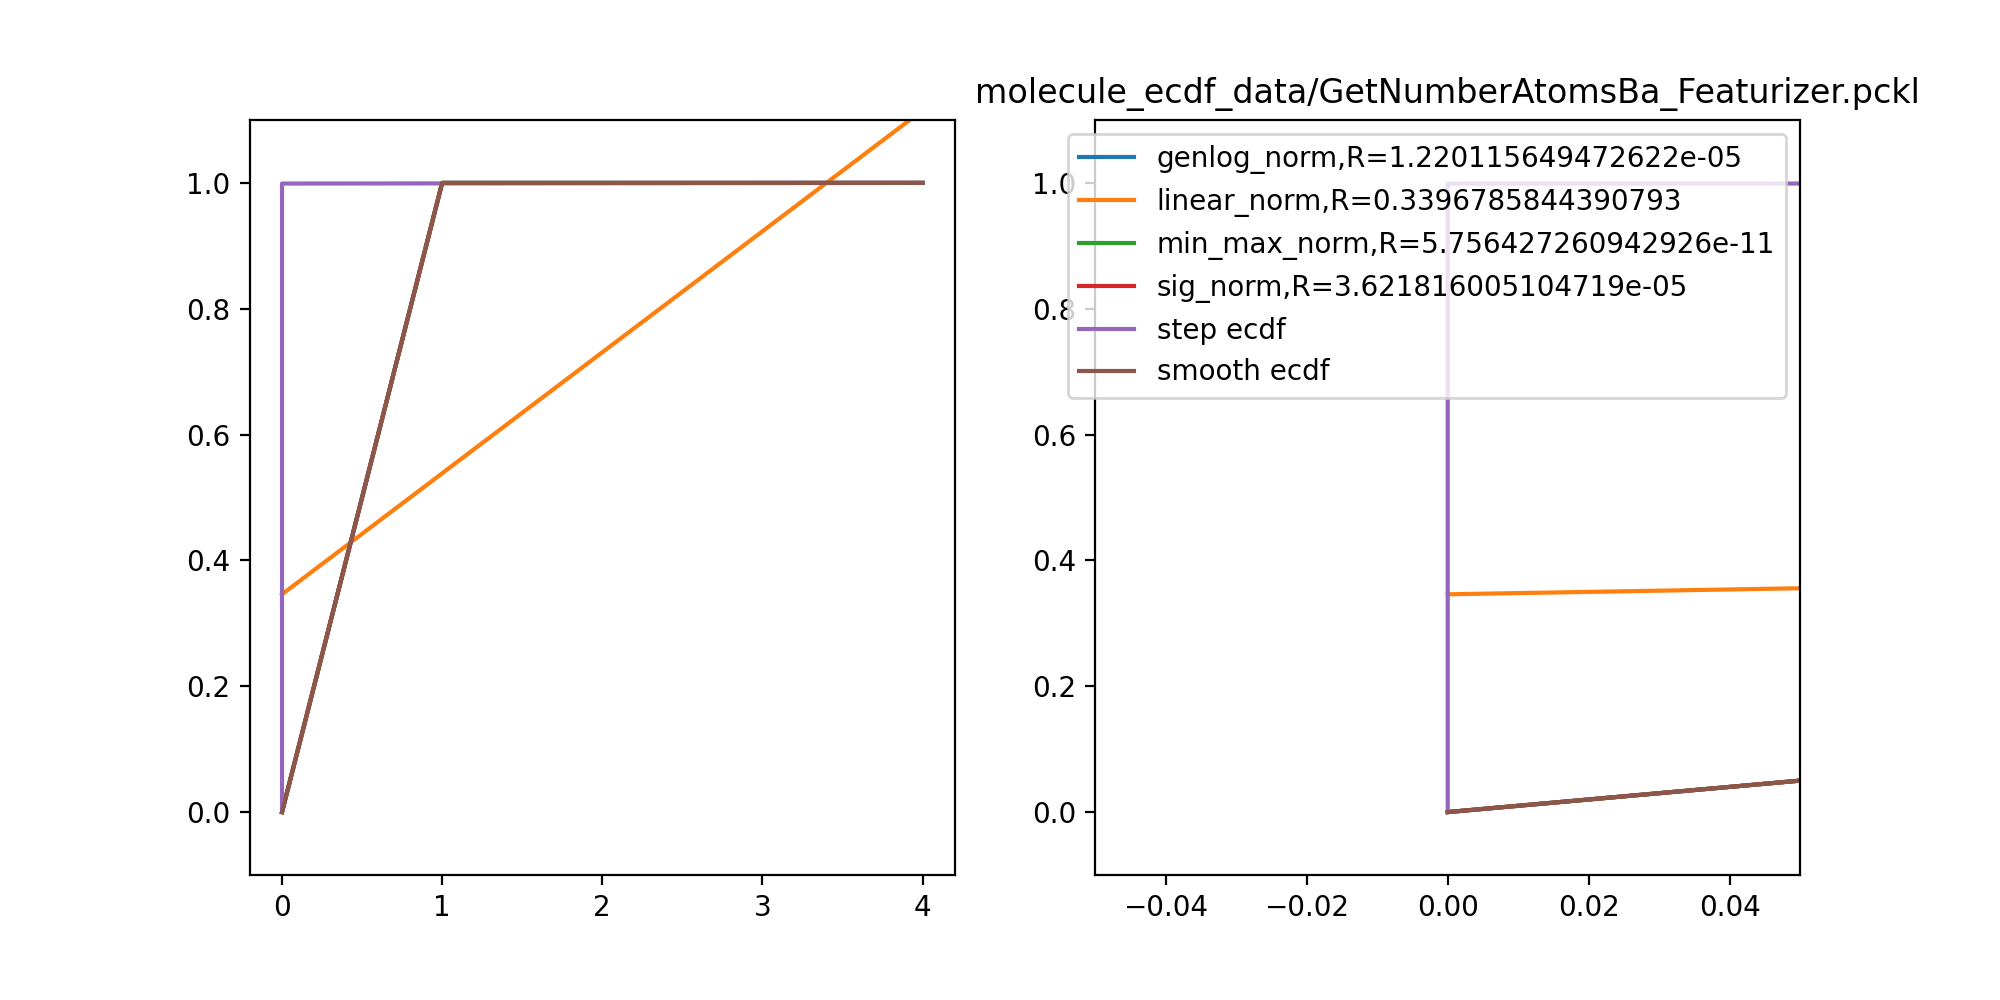 molecule_ecdf_data/GetNumberAtomsBa_Featurizer.pckl
1.0
0.8
0.6
0.4
0.2
0.0
0 1 2 3 4
genlog_norm,R=1.220115649472622e-05
linear_norm,R=0.3396785844390793
min_max_norm,R=5.756427260942926e-11
sig_norm,R=3.621816005104719e-05
step ecdf
smooth ecdf
1.0
0.8
0.6
0.4
0.2
0.0
−0.04 −0.02 0.00 0.02 0.04